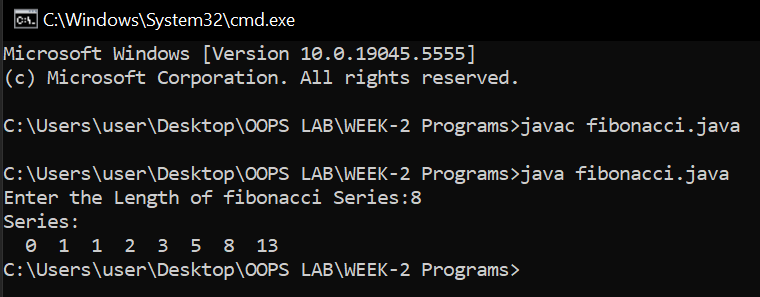 C:\Windows\System32\cmd.exe
Microsoft Windows [Version 10.0.19045.5555]
(c) Microsoft Corporation. All rights reserved.
C:\Users\user\Desktop\OOPS LAB\WEEK-2 Programs>javac fibonacci.java
C:\Users\user\Desktop\OOPS LAB\WEEK-2 Programs>java fibonacci.java
Enter the Length of fibonacci Series:8
Series:
  0  1  1  2  3  5  8  13
C:\Users\user\Desktop\OOPS LAB\WEEK-2 Programs>